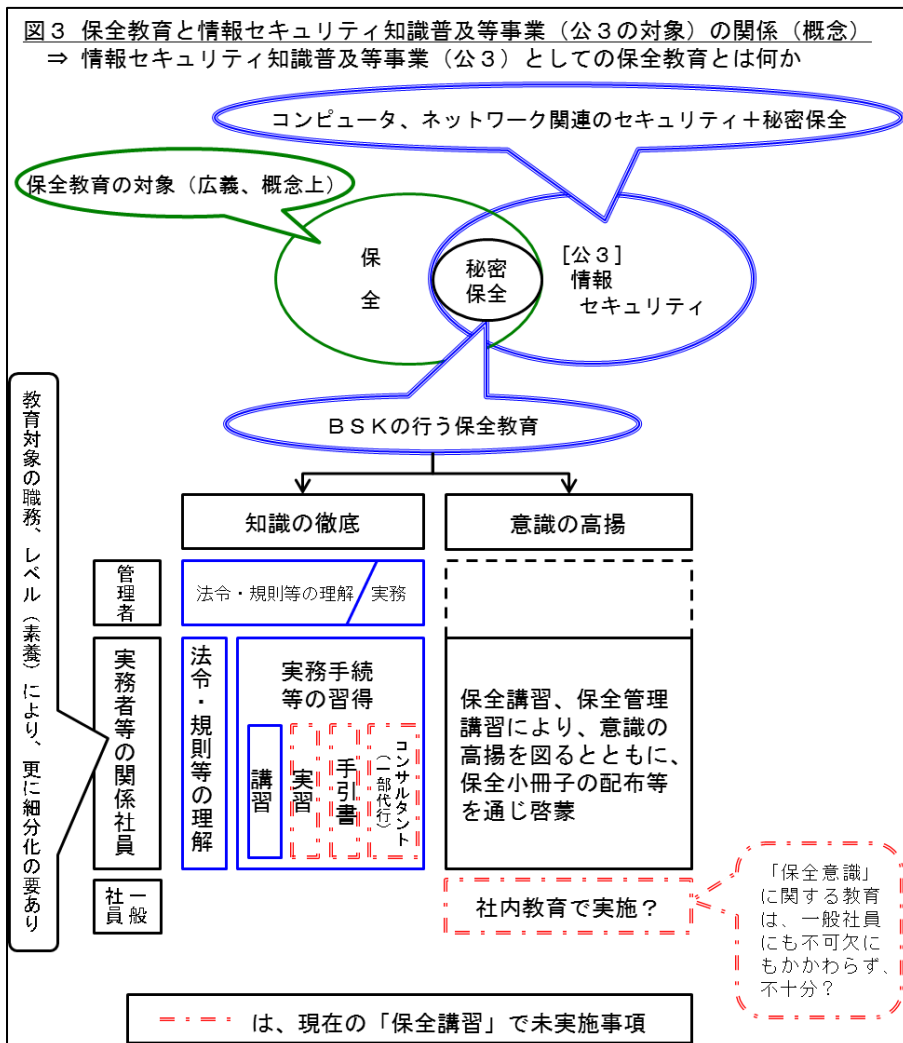 図３ 保全教育と情報セキュリティ知識普及等事業（公３の対象）の関係（概念）
⇒ 情報セキュリティ知識普及等事業（公３）としての保全教育とは何か
コンピュータ、ネットワーク関連のセキュリティ＋秘密保全
保全教育の対象（広義、概念上）
保
全
秘密
保全
[公３]
情報
セキュリティ
ＢＳＫの行う保全教育
教育対象の職務、レベル（素養）により、更に細分化の要あり
知識の徹底
意識の高揚
管理者
法令・規則等の理解／実務
実務者等の関係社員
法令・規則等の理解
実務手続
等の習得
講習
実習
手引書
コンサルタント
（一部代行）
保全講習、保全管理
講習により、意識の
高揚を図るとともに、
保全小冊子の配布等
を通じ啓蒙
一般
社員
社内教育で実施？
「保全意識」
に関する教育
は、一般社員
にも不可欠に
もかかわらず、
不十分？
は、現在の「保全講習」で未実施事項